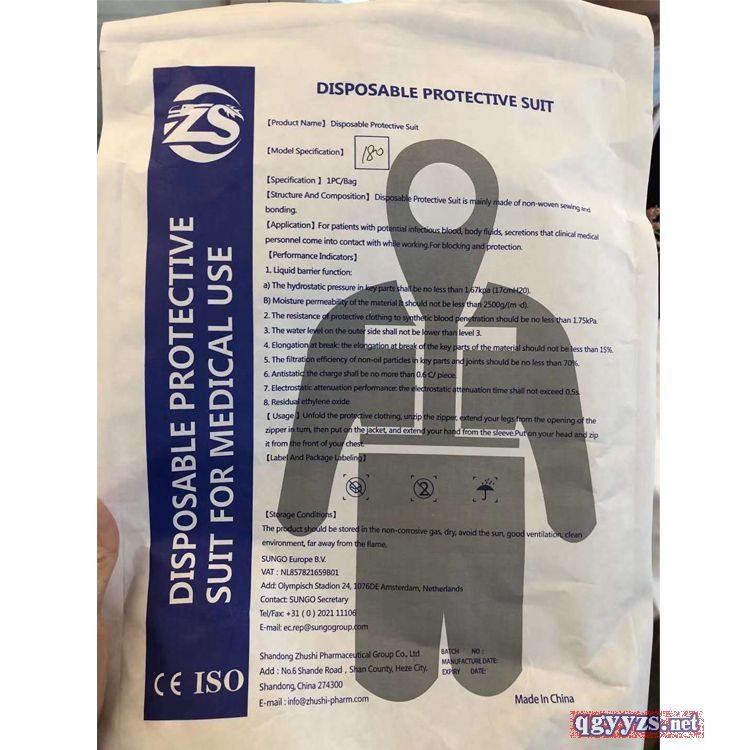 ZS
DISPOSABLE PROTECTIVE
SUIT FOR MEDICAL USE
CE ISO
DISPOSABLE PROTECTIVE SUIT
【Product Name】 Disposable Protective Suit
【Model Specification】 180
【Specification】 1PC/Bag
【Structure And Composition】 Disposable Protective Suit is mainly made of non-woven sewing and
bonding.
【Application】 For patients with potential infectious blood, body fluids, secretions that clinical medical
personnel come into contact with while working.For blocking and protection.
【Performance Indicators】
1. Liquid barrier function:
a) The hydrostatic pressure in key parts shall be no less than 1.67kpa (17cmH20).
B) Moisture permeability of the material it should not be less than 2500g/(m·d).
2. The resistance of protective clothing to synthetic blood penetration should be no less than 1.75kPa.
3. The water level on the outer side shall not be lower than level 3.
4. Elongation at break: the elongation at break of the key parts of the material should not be less than 15%.
5. The filtration efficiency of non-oil particles in key parts and joints should be no less than 70%.
6. Antistatic: the charge shall be no more than 0.6 C/ piece.
7. Electrostatic attenuation performance: the electrostatic attenuation time shall not exceed 0.5s.
8. Residual ethylene oxide
【 Usage 】 Unfold the protective clothing, unzip the zipper, extend your legs from the opening of the
zipper in turn, then put on the jacket, and extend your hand from the sleeve.Put on your head and zip
it from the front of your chest.
【Label And Package Labeling】
2
【Storage Conditions】
The product should be stored in the non-corrosive gas, dry, avoid the sun, good ventilation, clean
environment, far away from the flame.
SUNGO Europe B.V.
VAT : NL857821659B01
Add: Olympisch Stadion 24, 1076DE Amsterdam, Netherlands
Contact: SUNGO Secretary
Tel/Fax: +31 ( 0 ) 2021 11106
E-mail: ec.rep@sungogroup.com
Shandong Zhushi Pharmaceutical Group Co., Ltd
Add : No.6 Shande Road , Shan County, Heze City,
Shandong, China 274300
E-mail : info@zhushi-pharm.com
BATCH NO :
MANUFACTURE DATE:
EXPIRY DATE:
Made In China
qgyyzs.net